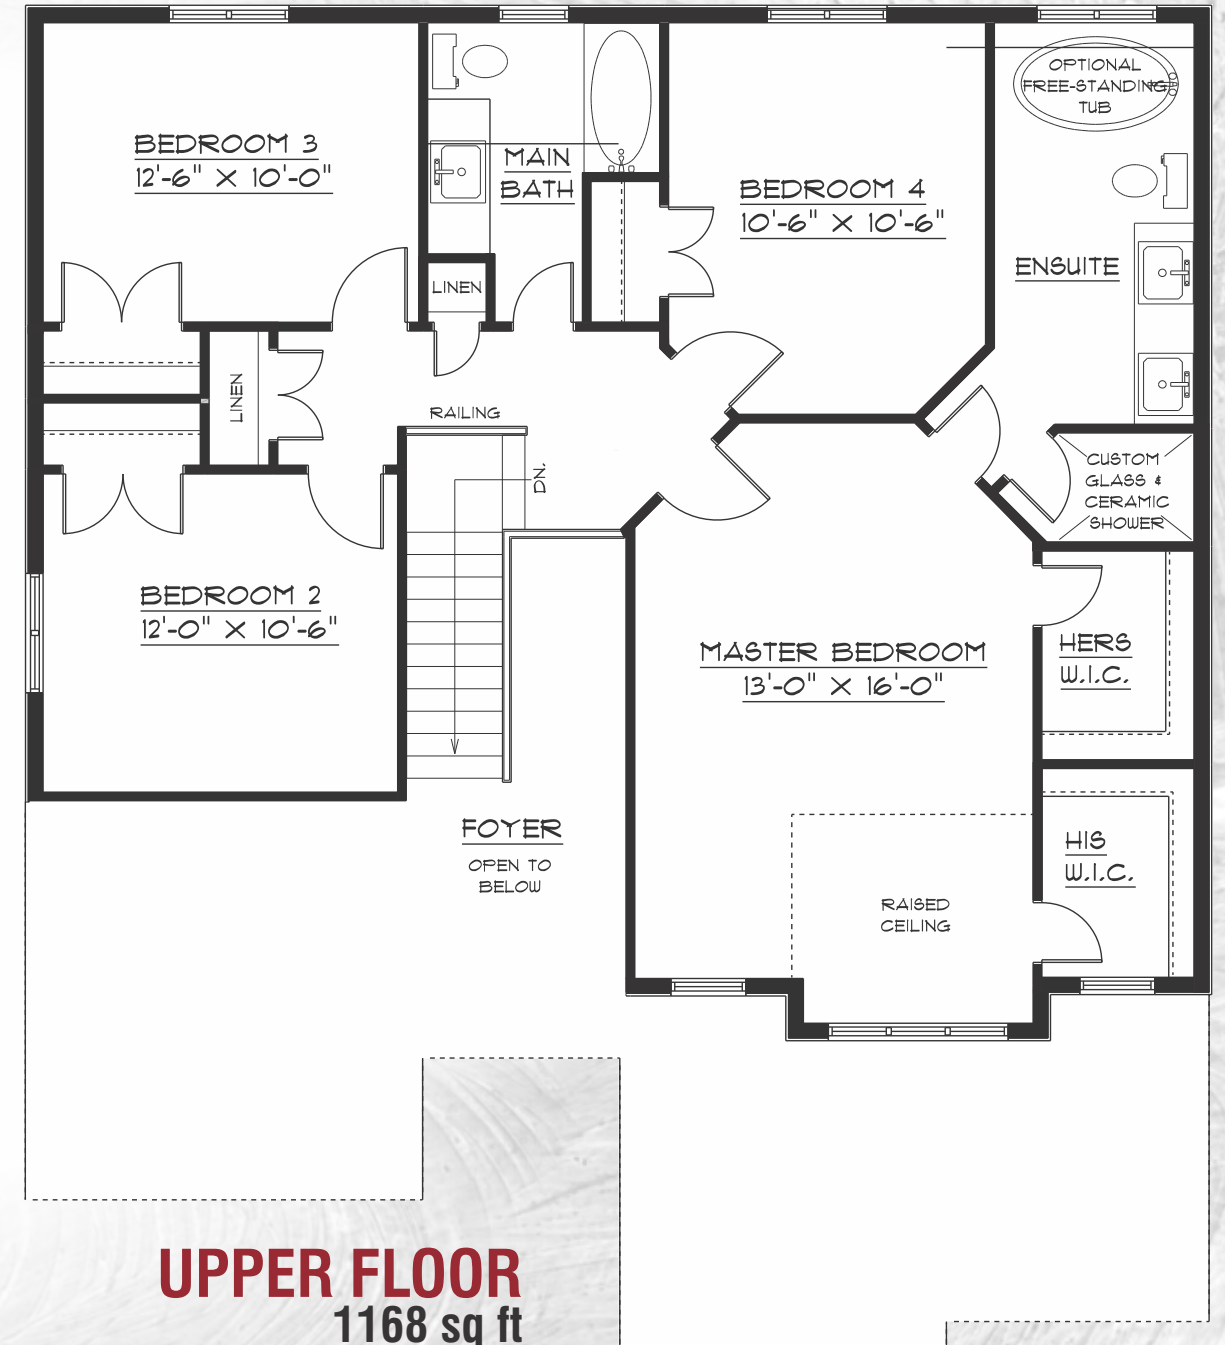 OPTIONAL
FREE-STANDING
TUB
BEDROOM 3
12'-6" X 10'-0"
MAIN
BATH
BEDROOM 4
10'-6" X 10'-6"
ENSUITE
LINEN
LINEN
RAILING
DN.
CUSTOM
GLASS &
CERAMIC
SHOWER
BEDROOM 2
12'-0" X 10'-6"
MASTER BEDROOM
13'-0" X 16'-0"
HERS
W.I.C.
FOYER
OPEN TO
BELOW
HIS
W.I.C.
RAISED
CEILING
UPPER FLOOR
1168 sq ft